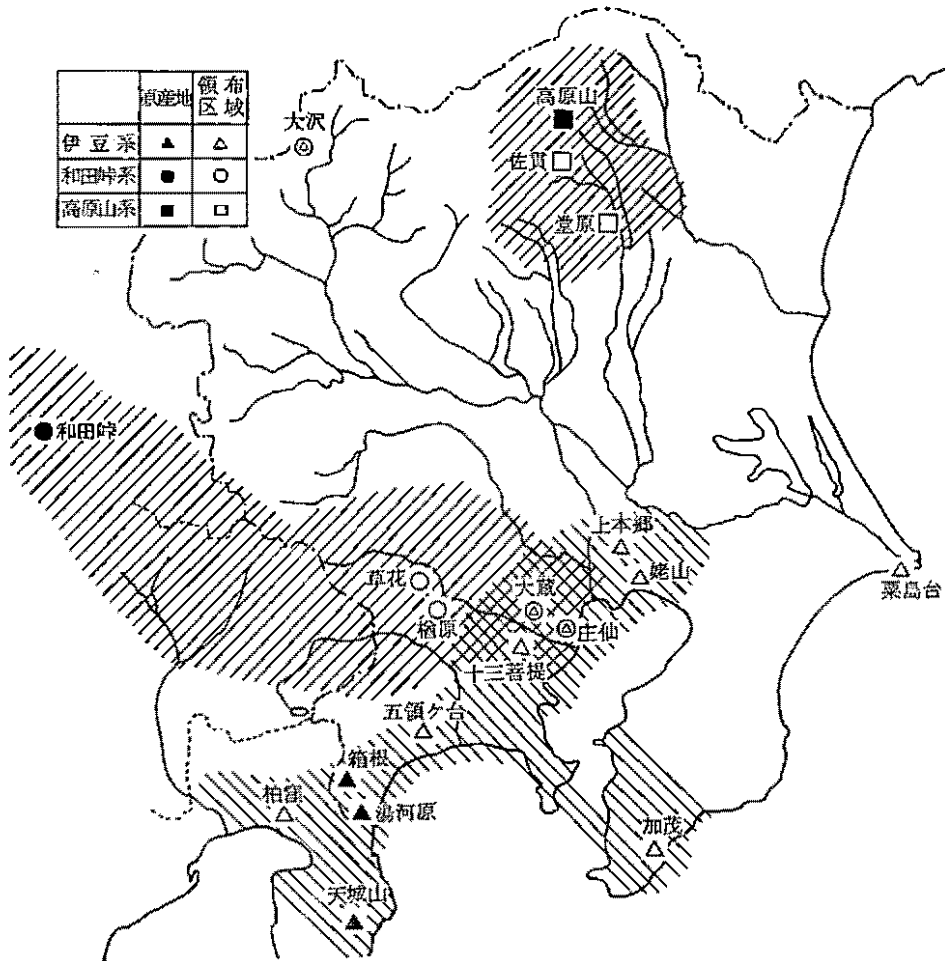 原産地 領布区域
伊豆系 ▲ △
和田峠系 ● ○
高原山系 ■ □
大沢
高原山
佐貫
堂原
和田峠
上本郷
姥山
粟島台
草花
楢原
大蔵
庄仙
十三菩提
五領ヶ台
箱根
湯河原
柏窪
加茂
天城山